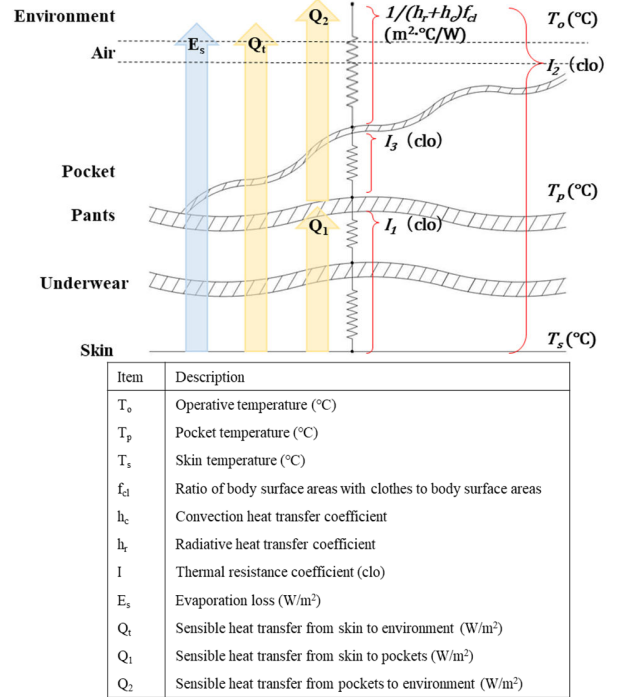 Environment
Q2
1/(hr+hc)fcl
(m2·°C/W)
To(°C)
Es
Qt
Air
I2 (clo)
I3 (clo)
Pocket
Tp(°C)
Pants
Q1
I1 (clo)
Underwear
Ts(°C)
Skin
Item Description
To Operative temperature (°C)
Tp Pocket temperature (°C)
Ts Skin temperature (°C)
fcl Ratio of body surface areas with clothes to body surface areas
hc Convection heat transfer coefficient
hr Radiative heat transfer coefficient
I Thermal resistance coefficient (clo)
Es Evaporation loss (W/m2)
Qt Sensible heat transfer from skin to environment (W/m2)
Q1 Sensible heat transfer from skin to pockets (W/m2)
Q2 Sensible heat transfer from pockets to environment (W/m2)